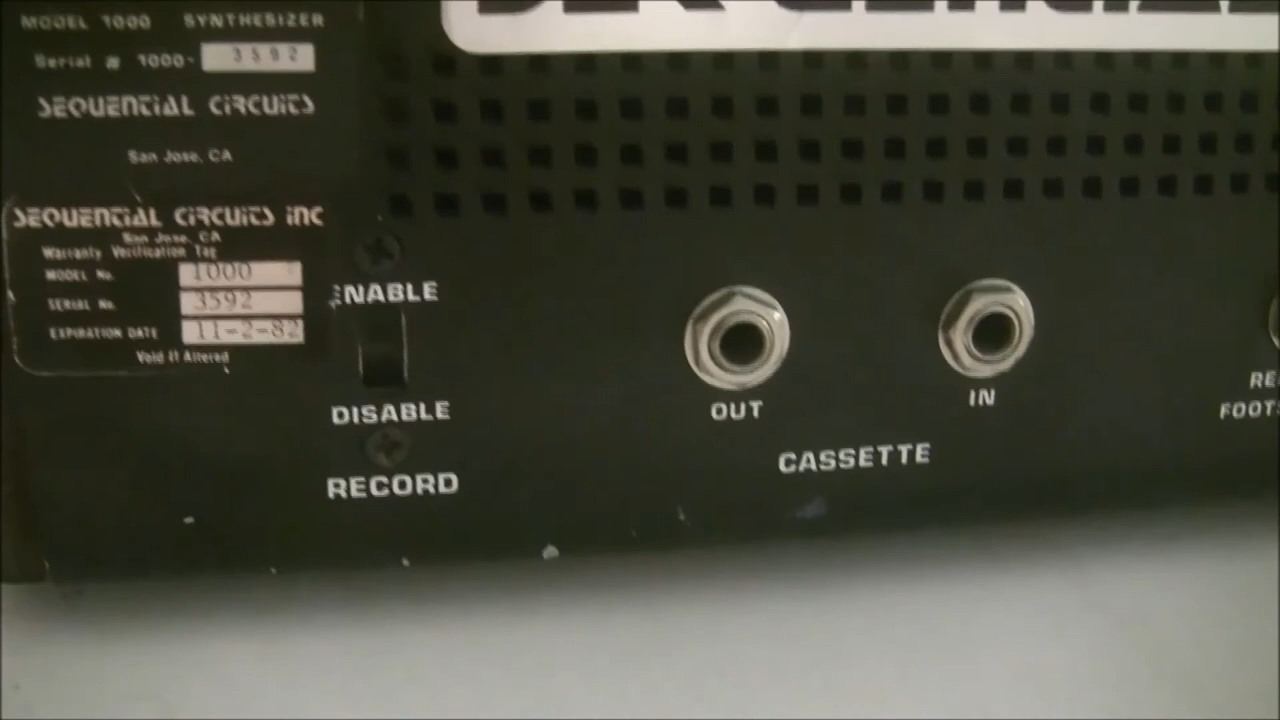 MODEL 1000 SYNTHESIZER
Serial # 1000- 3592
SEQUENTIAL CIRCUITS
San Jose, CA
SEQUENTIAL CIRCUITS INC
San Jose, CA
Warranty Verification Tag
MODEL No. 1000
SERIAL No. 3592
EXPIRATION DATE 11-2-82
Void If Altered
ENABLE
DISABLE
RECORD
OUT
IN
CASSETTE
RE
FOOTS